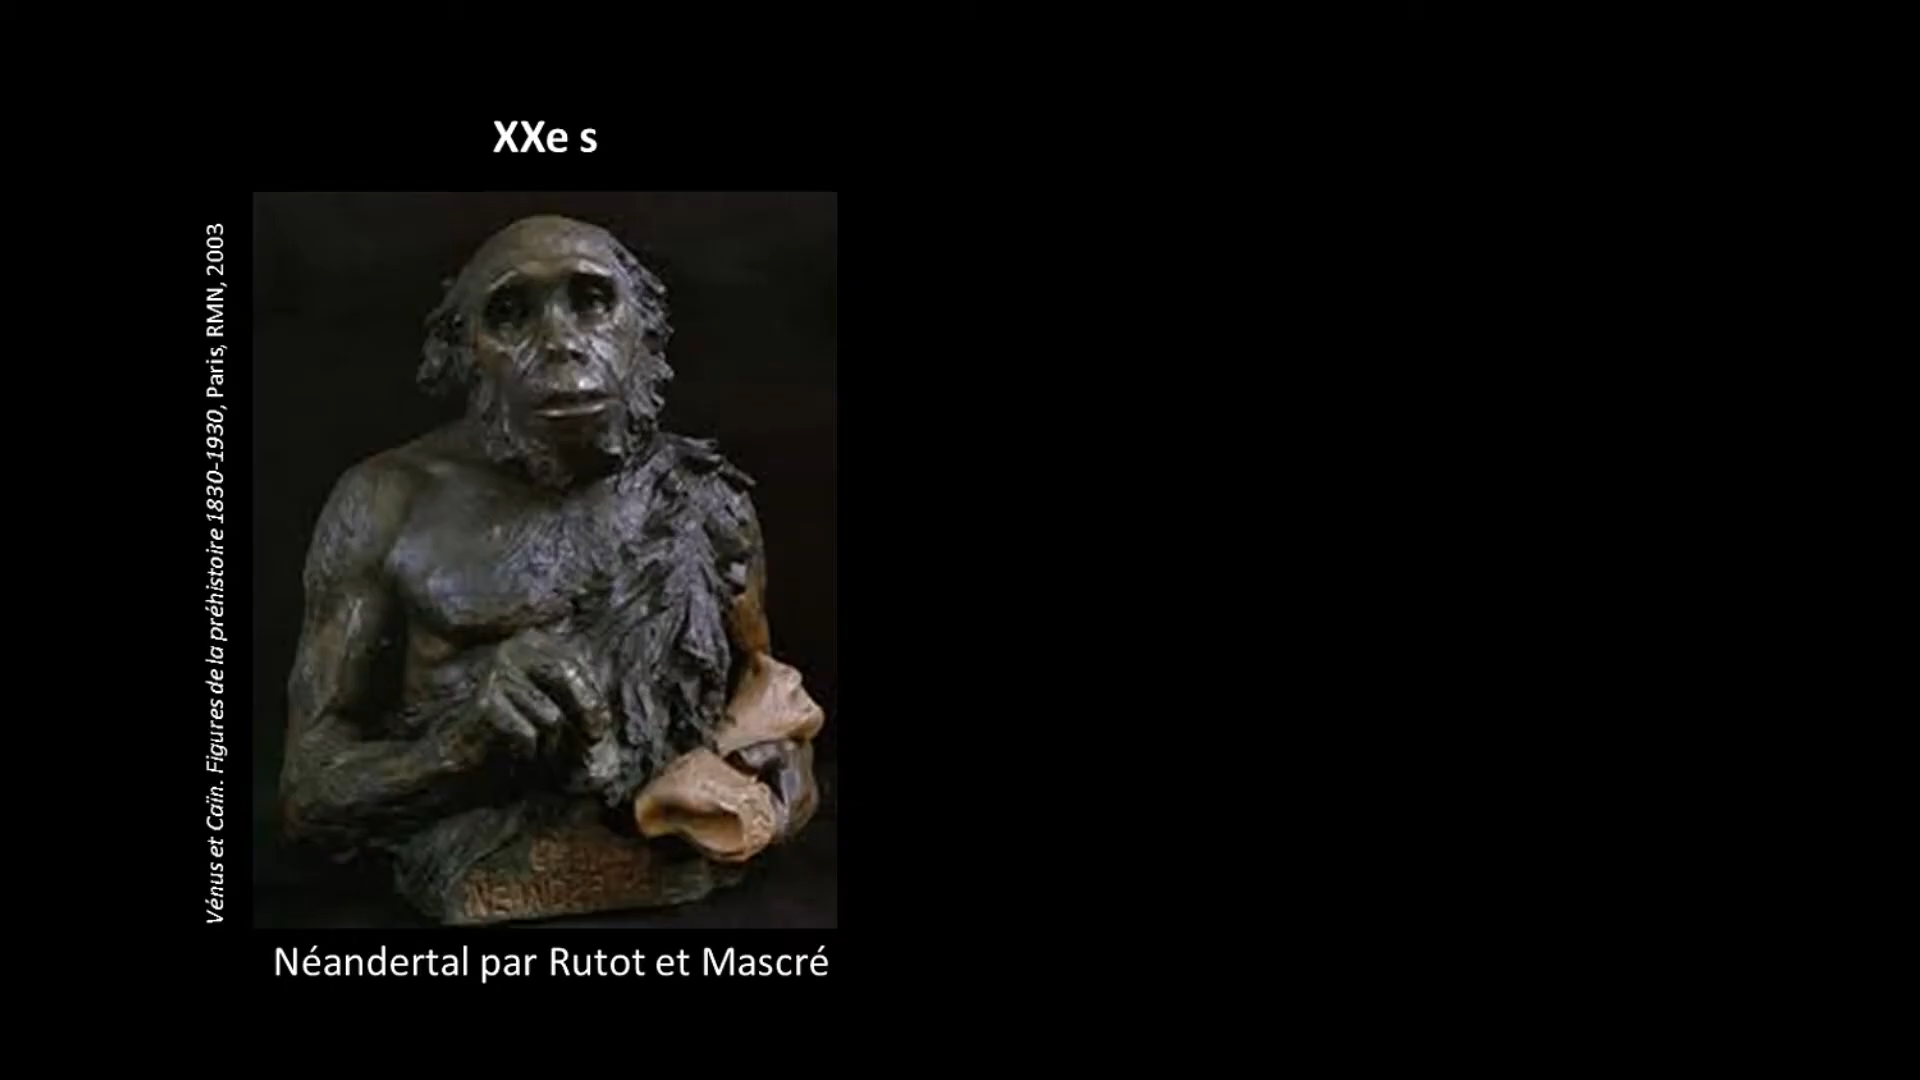 XXe s
Vénus et Caïn. Figures de la préhistoire 1830-1930, Paris, RMN, 2003
Néandertal par Rutot et Mascré